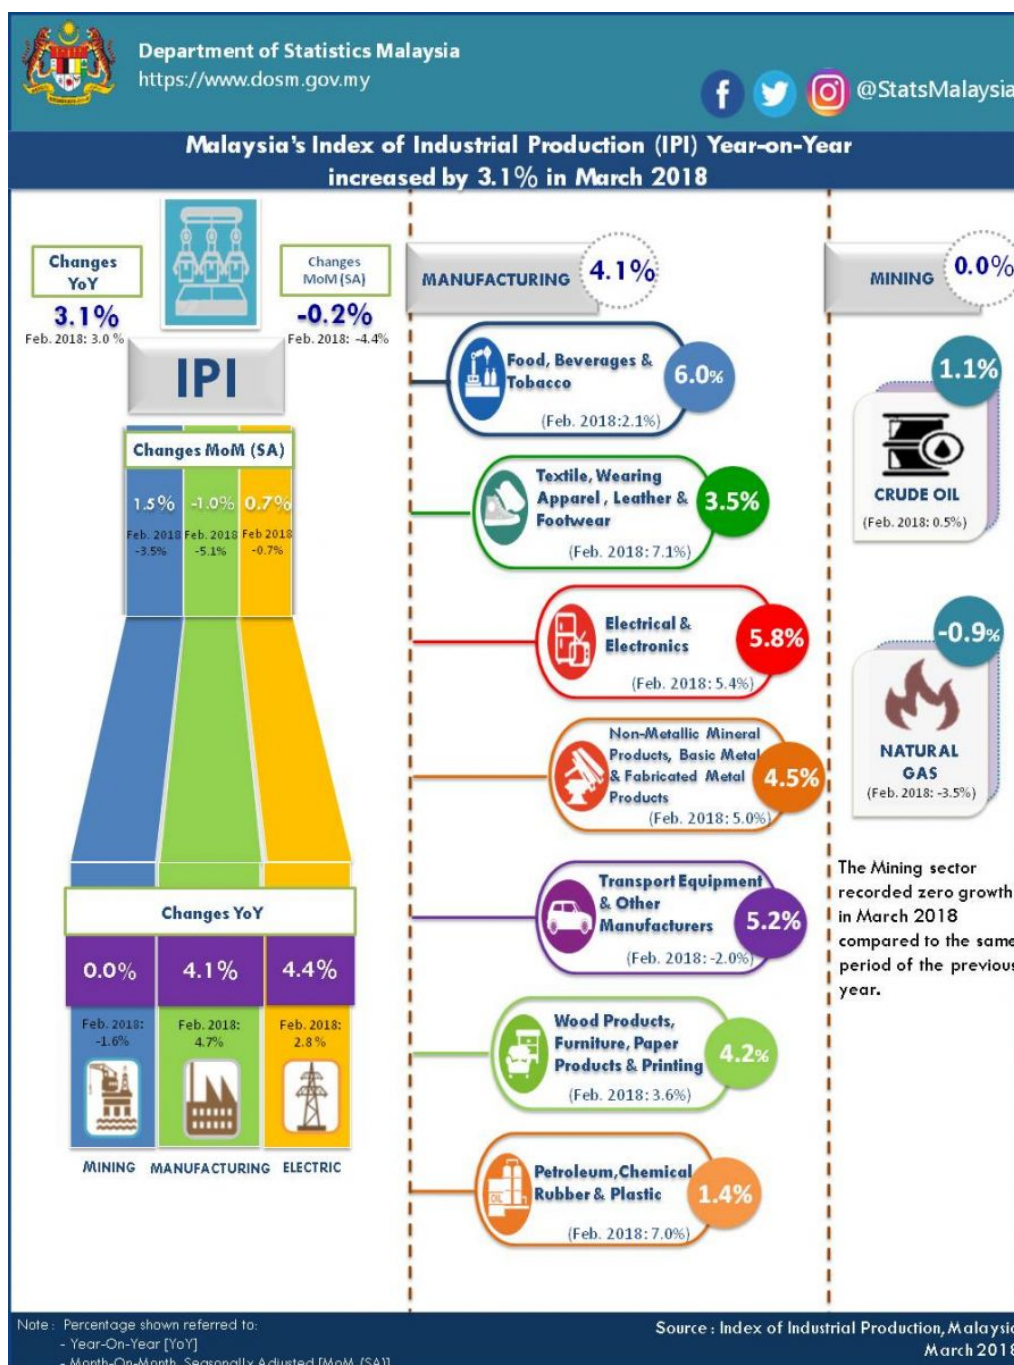 Department of Statistics Malaysia
https://www.dosm.gov.my
@StatsMalaysia
Malaysia's Index of Industrial Production (IPI) Year-on-Year
increased by 3.1% in March 2018
Changes
YoY
3.1%
Feb. 2018: 3.0 %
Changes
MoM (SA)
-0.2%
Feb. 2018: -4.4%
IPI
Changes MoM (SA)
1.5% -1.0% 0.7%
Feb. 2018 Feb. 2018 Feb 2018
-3.5% -5.1% -0.7%
Changes YoY
0.0% 4.1% 4.4%
Feb. 2018: Feb. 2018: Feb. 2018:
-1.6% 4.7% 2.8%
MINING MANUFACTURING ELECTRIC
MANUFACTURING 4.1%
Food, Beverages &
Tobacco
6.0%
(Feb. 2018:2.1%)
Textile, Wearing
Apparel , Leather &
Footwear
3.5%
(Feb. 2018: 7.1%)
Electrical &
Electronics
5.8%
(Feb. 2018: 5.4%)
Non-Metallic Mineral
Products, Basic Metal
& Fabricated Metal
Products
4.5%
(Feb. 2018: 5.0%)
Transport Equipment
& Other
Manufacturers
5.2%
(Feb. 2018: -2.0%)
Wood Products,
Furniture, Paper
Products & Printing
4.2%
(Feb. 2018: 3.6%)
Petroleum,Chemical
Rubber & Plastic
1.4%
(Feb. 2018: 7.0%)
MINING 0.0%
1.1%
CRUDE OIL
(Feb. 2018: 0.5%)
-0.9%
NATURAL
GAS
(Feb. 2018: -3.5%)
The Mining sector
recorded zero growth
in March 2018
compared to the same
period of the previous
year.
Note : Percentage shown referred to:
- Year-On-Year [YoY]
- Month-On-Month, Seasonally Adjusted [MoM (SA)]
Source : Index of Industrial Production, Malaysia
March 2018